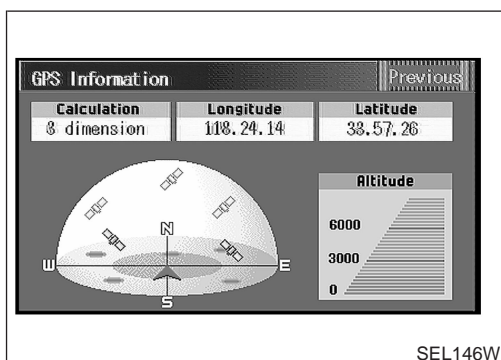 GPS Information Previous
Calculation Longitude Latitude
3 dimension 118.24.14 33.57.26
Altitude
6000
3000
0
N
W E
S
SEL146W